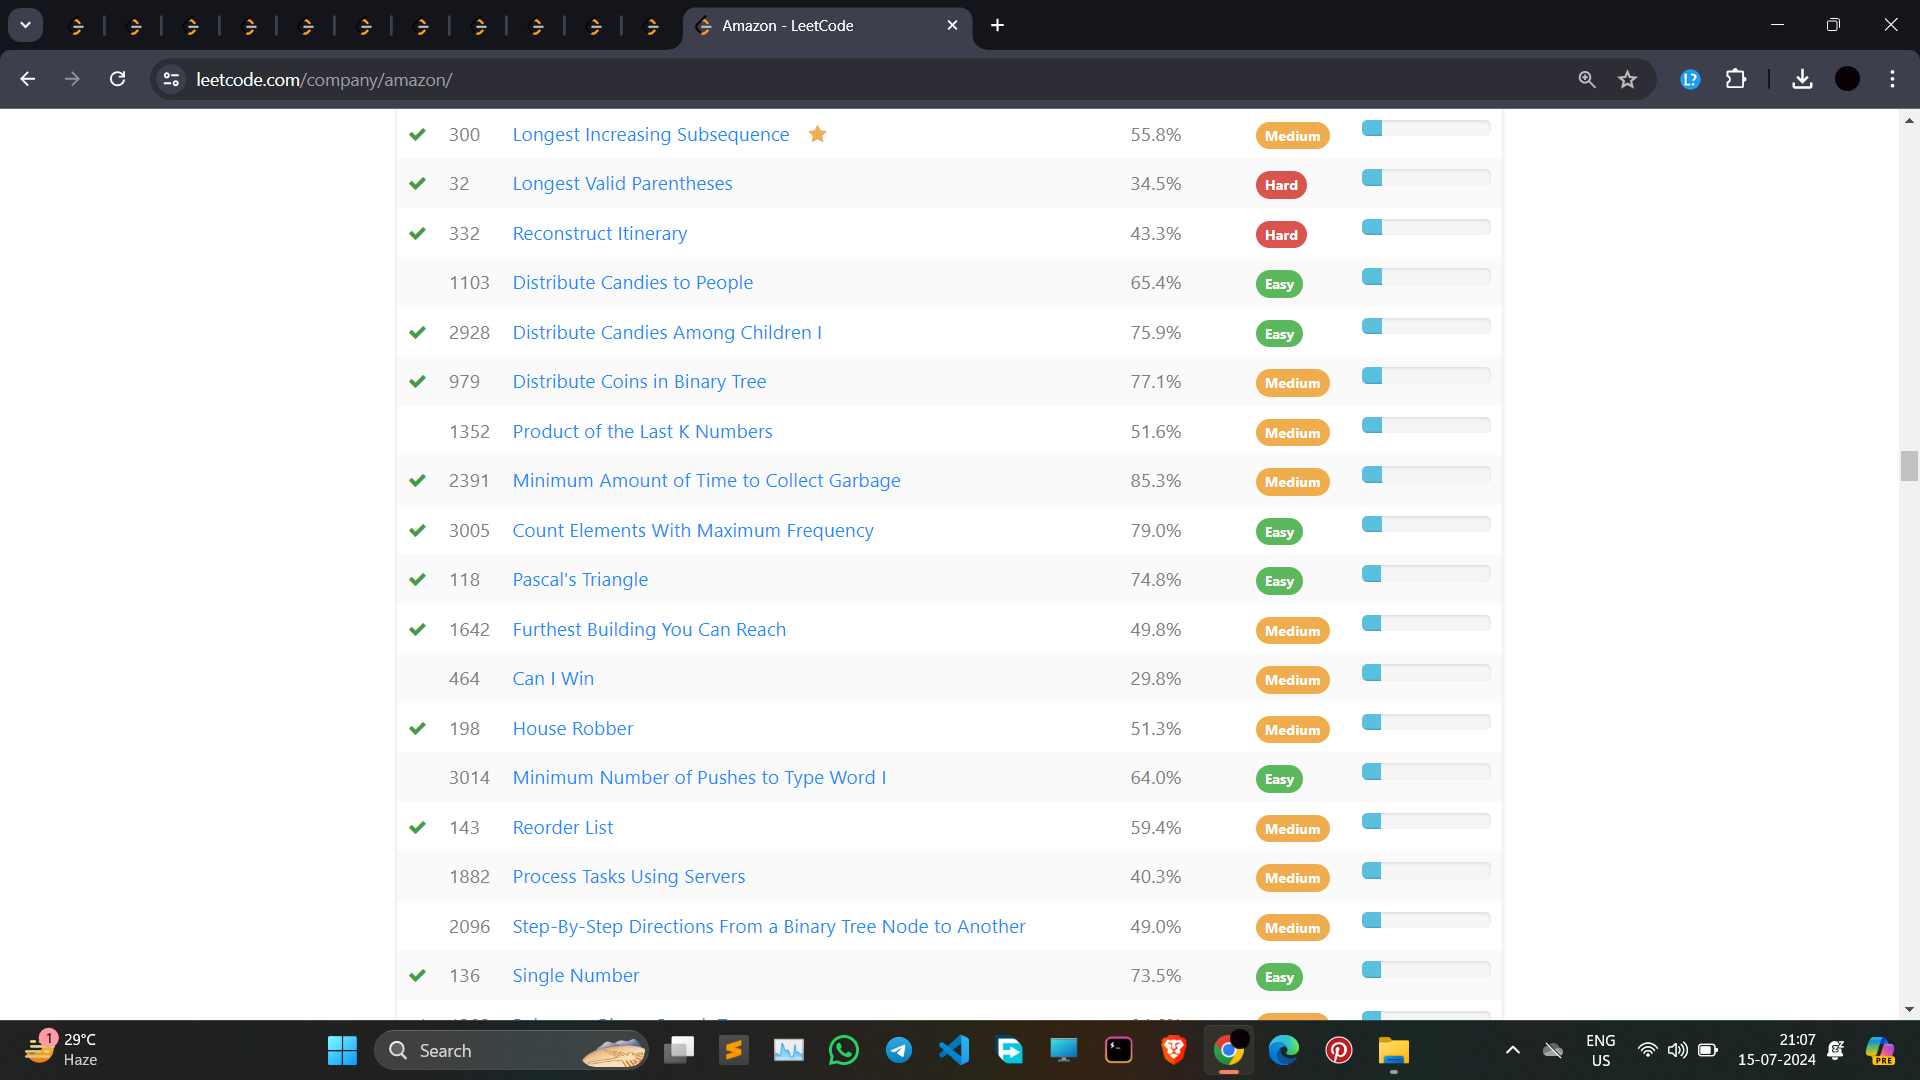 Amazon - LeetCode
leetcode.com/company/amazon/
300 Longest Increasing Subsequence 55.8% Medium
32 Longest Valid Parentheses 34.5% Hard
332 Reconstruct Itinerary 43.3% Hard
1103 Distribute Candies to People 65.4% Easy
2928 Distribute Candies Among Children I 75.9% Easy
979 Distribute Coins in Binary Tree 77.1% Medium
1352 Product of the Last K Numbers 51.6% Medium
2391 Minimum Amount of Time to Collect Garbage 85.3% Medium
3005 Count Elements With Maximum Frequency 79.0% Easy
118 Pascal's Triangle 74.8% Easy
1642 Furthest Building You Can Reach 49.8% Medium
464 Can I Win 29.8% Medium
198 House Robber 51.3% Medium
3014 Minimum Number of Pushes to Type Word I 64.0% Easy
143 Reorder List 59.4% Medium
1882 Process Tasks Using Servers 40.3% Medium
2096 Step-By-Step Directions From a Binary Tree Node to Another 49.0% Medium
136 Single Number 73.5% Easy
1 29°C
Haze
Search
ENG
US
21:07
15-07-2024
PRE